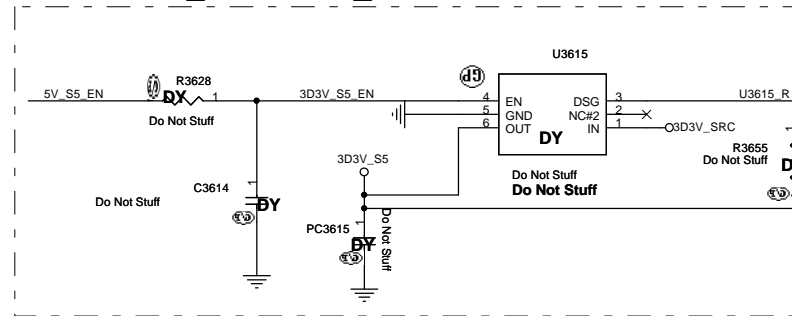 U3615
GP
R3628
5V_S5_EN
DY
1
3D3V_S5_EN
4
EN
DSG
3
U3615_R
5
GND
NC#2
2
6
OUT
IN
1
3D3V_SRC
DY
Do Not Stuff
3D3V_S5
R3655
Do Not Stuff
1
C3614
1
Do Not Stuff
Do Not Stuff
Do Not Stuff
DY
PC3615
1
DY
Do Not Stuff